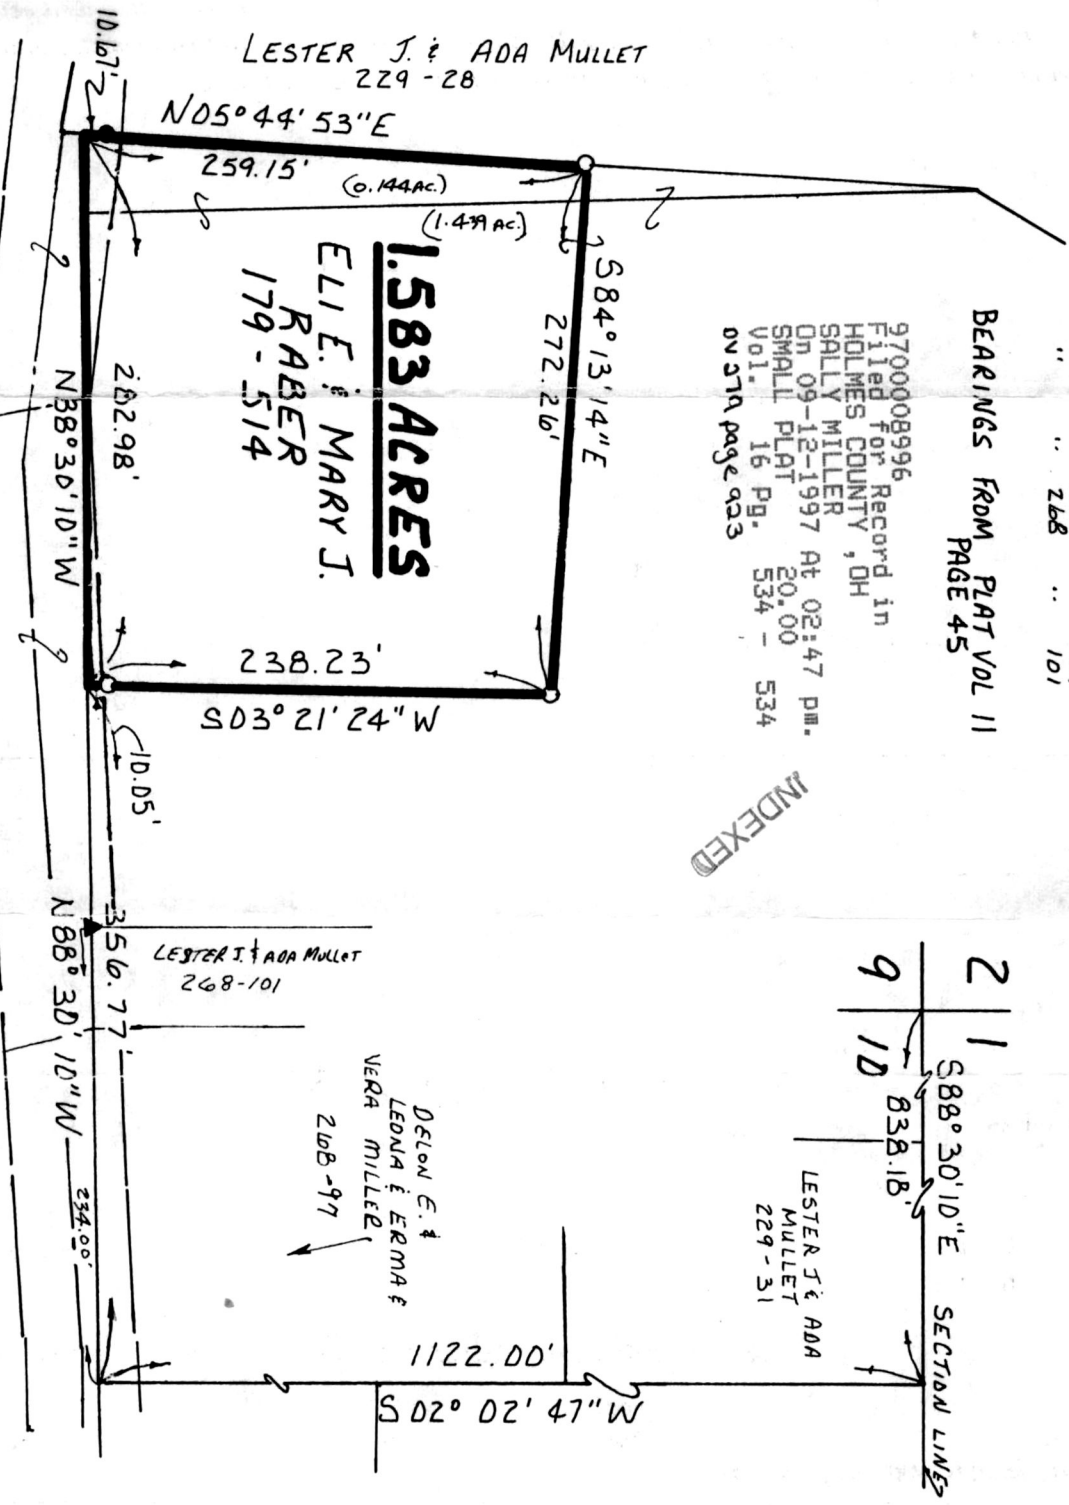 " " 268 " 101
BEARINGS FROM PLAT VOL 11
PAGE 45
9700008996
Filed for Record in
HOLMES COUNTY , OH
SALLY MILLER
On 09-12-1997 At 02:47 pm.
SMALL PLAT 20.00
Vol. 16 Pg. 534 - 534
OV 279 page 923
INDEXED
LESTER J. & ADA MULLET
229-28
10.67'
N05°44'53"E
259.15'
(0.144AC.)
(1.439 AC.)
S84°13'14"E
272.26'
1.583 ACRES
ELI E. & MARY J.
RABER
179-514
282.98'
N88°30'10"W
238.23'
S03°21'24"W
10.05'
356.77'
N88°30'10"W
234.00'
LESTER J. & ADA MULLET
268-101
DELON E. &
LEONA & ERMA &
VERA MILLER,
268-97
2 1
9 10
S88°30'10"E SECTION LINE
838.18'
LESTER J & ADA
MULLET
229-31
1122.00'
S02°02'47"W